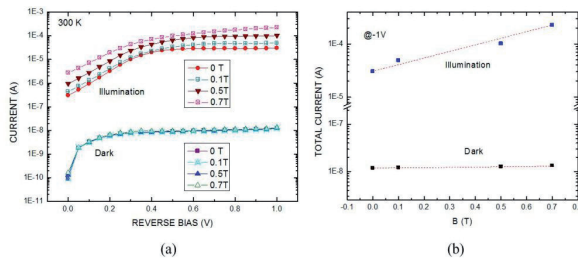 300 K
1E-3
1E-4
1E-5
1E-6
1E-7
1E-8
1E-9
1E-10
1E-11
CURRENT (A)
Illumination
0 T
0.1T
0.5T
0.7T
Dark
0 T
0.1T
0.5T
0.7T
0.0 0.2 0.4 0.6 0.8 1.0
REVERSE BIAS (V)
(a)
@-1V
1E-4
1E-5
1E-8
TOTAL CURRENT (A)
Illumination
Dark
-0.1 0.0 0.1 0.2 0.3 0.4 0.5 0.6 0.7 0.8
B (T)
(b)